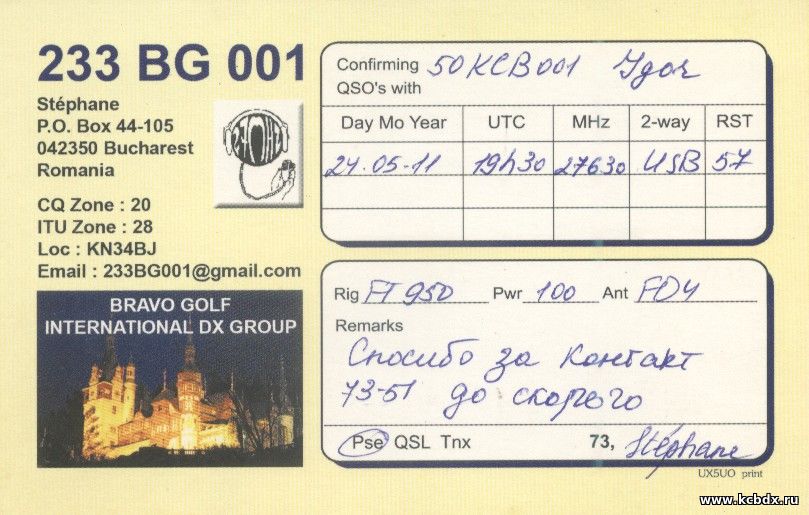 233 BG 001
Stéphane
P.O. Box 44-105
042350 Bucharest
Romania
CQ Zone : 20
ITU Zone : 28
Loc : KN34BJ
Email : 233BG001@gmail.com
BRAVO GOLF
INTERNATIONAL DX GROUP
Confirming 50KCB001 Igor
QSO's with
Day Mo Year UTC MHz 2-way RST
24.05-11 19h30 27630 USB 57
Rig FT 950 Pwr 100 Ant FD4
Remarks
Спосибо за контакт
73-51 до скорого
Pse QSL Tnx 73, Stéphane
UX5UO print
www.kcbdx.ru